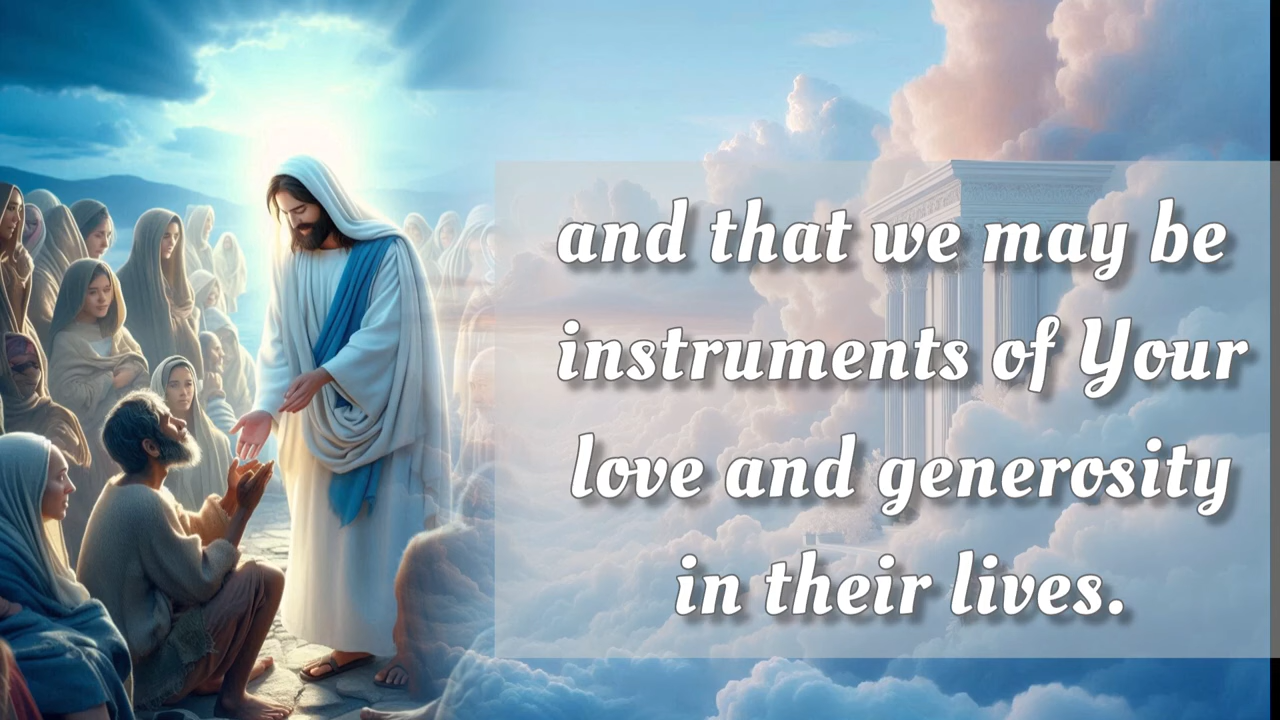 and that we may be
instruments of Your
love and generosity
in their lives.